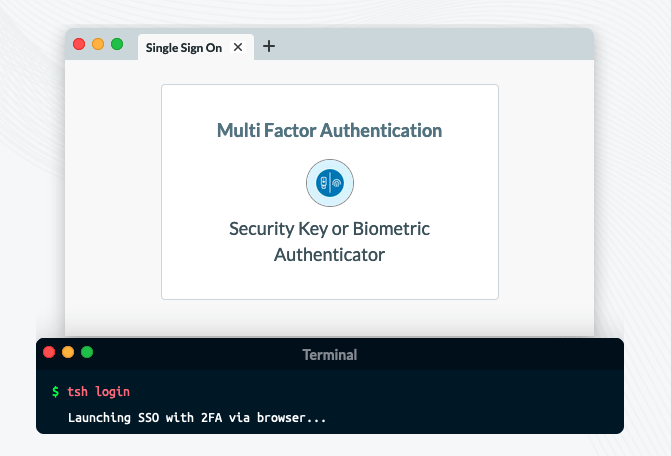 Single Sign On
Multi Factor Authentication
Security Key or Biometric
Authenticator
Terminal
$ tsh login
Launching SSO with 2FA via browser...